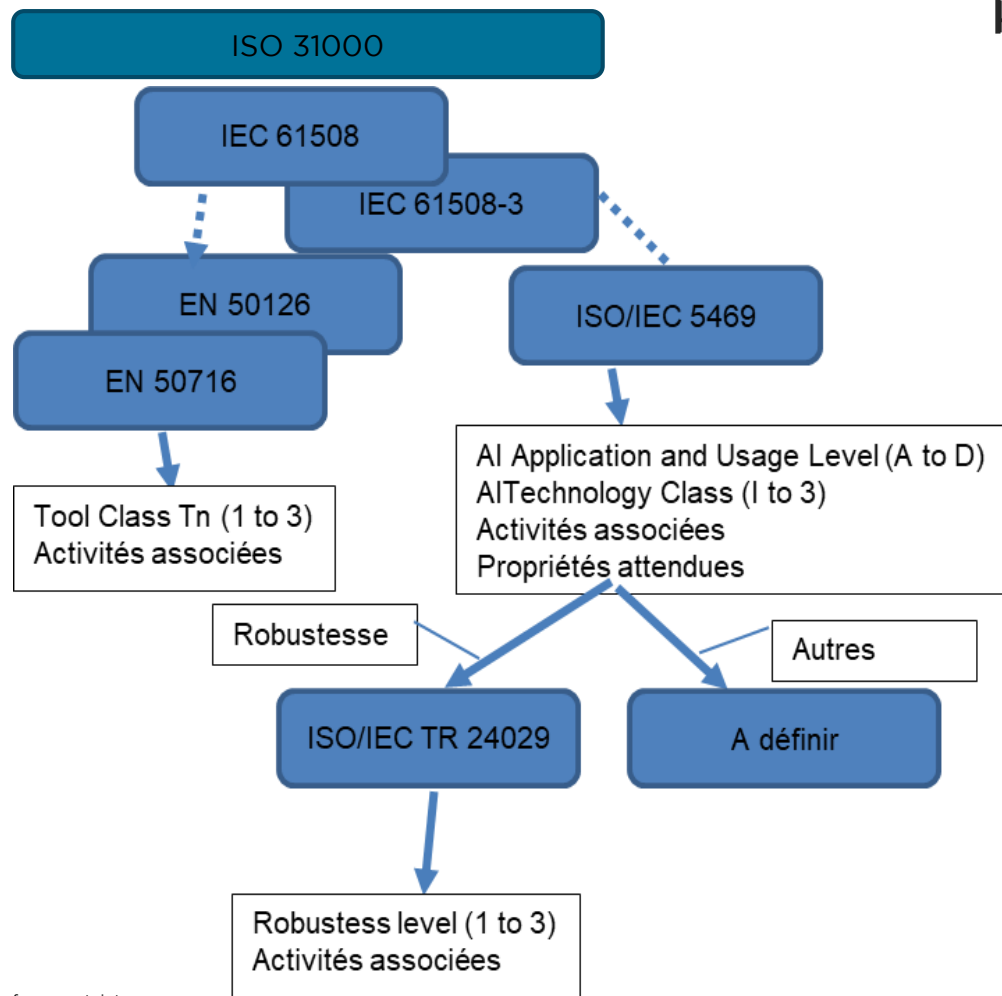 ISO 31000
IEC 61508
IEC 61508-3
EN 50126
ISO/IEC 5469
EN 50716
AI Application and Usage Level (A to D)
AITechnology Class (I to 3)
Activités associées
Propriétés attendues
Tool Class Tn (1 to 3)
Activités associées
Robustesse
Autres
ISO/IEC TR 24029
A définir
Robustess level (1 to 3)
Activités associées